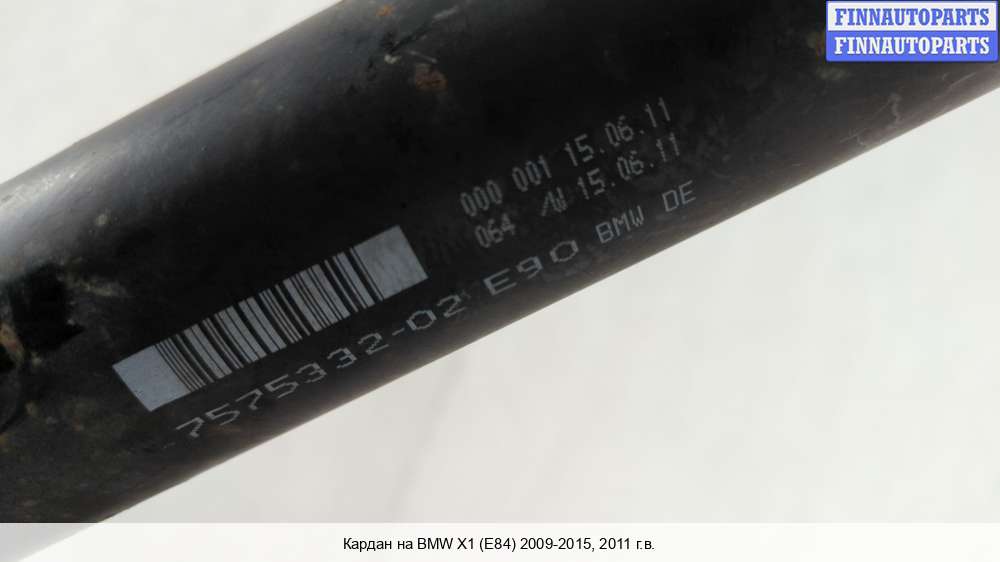 FINNAUTOPARTS
FINNAUTOPARTS
000 001 15.06.11
064 /W 15.06.11
7575332-02 E90 BMW DE
Кардан на BMW X1 (E84) 2009-2015, 2011 г.в.